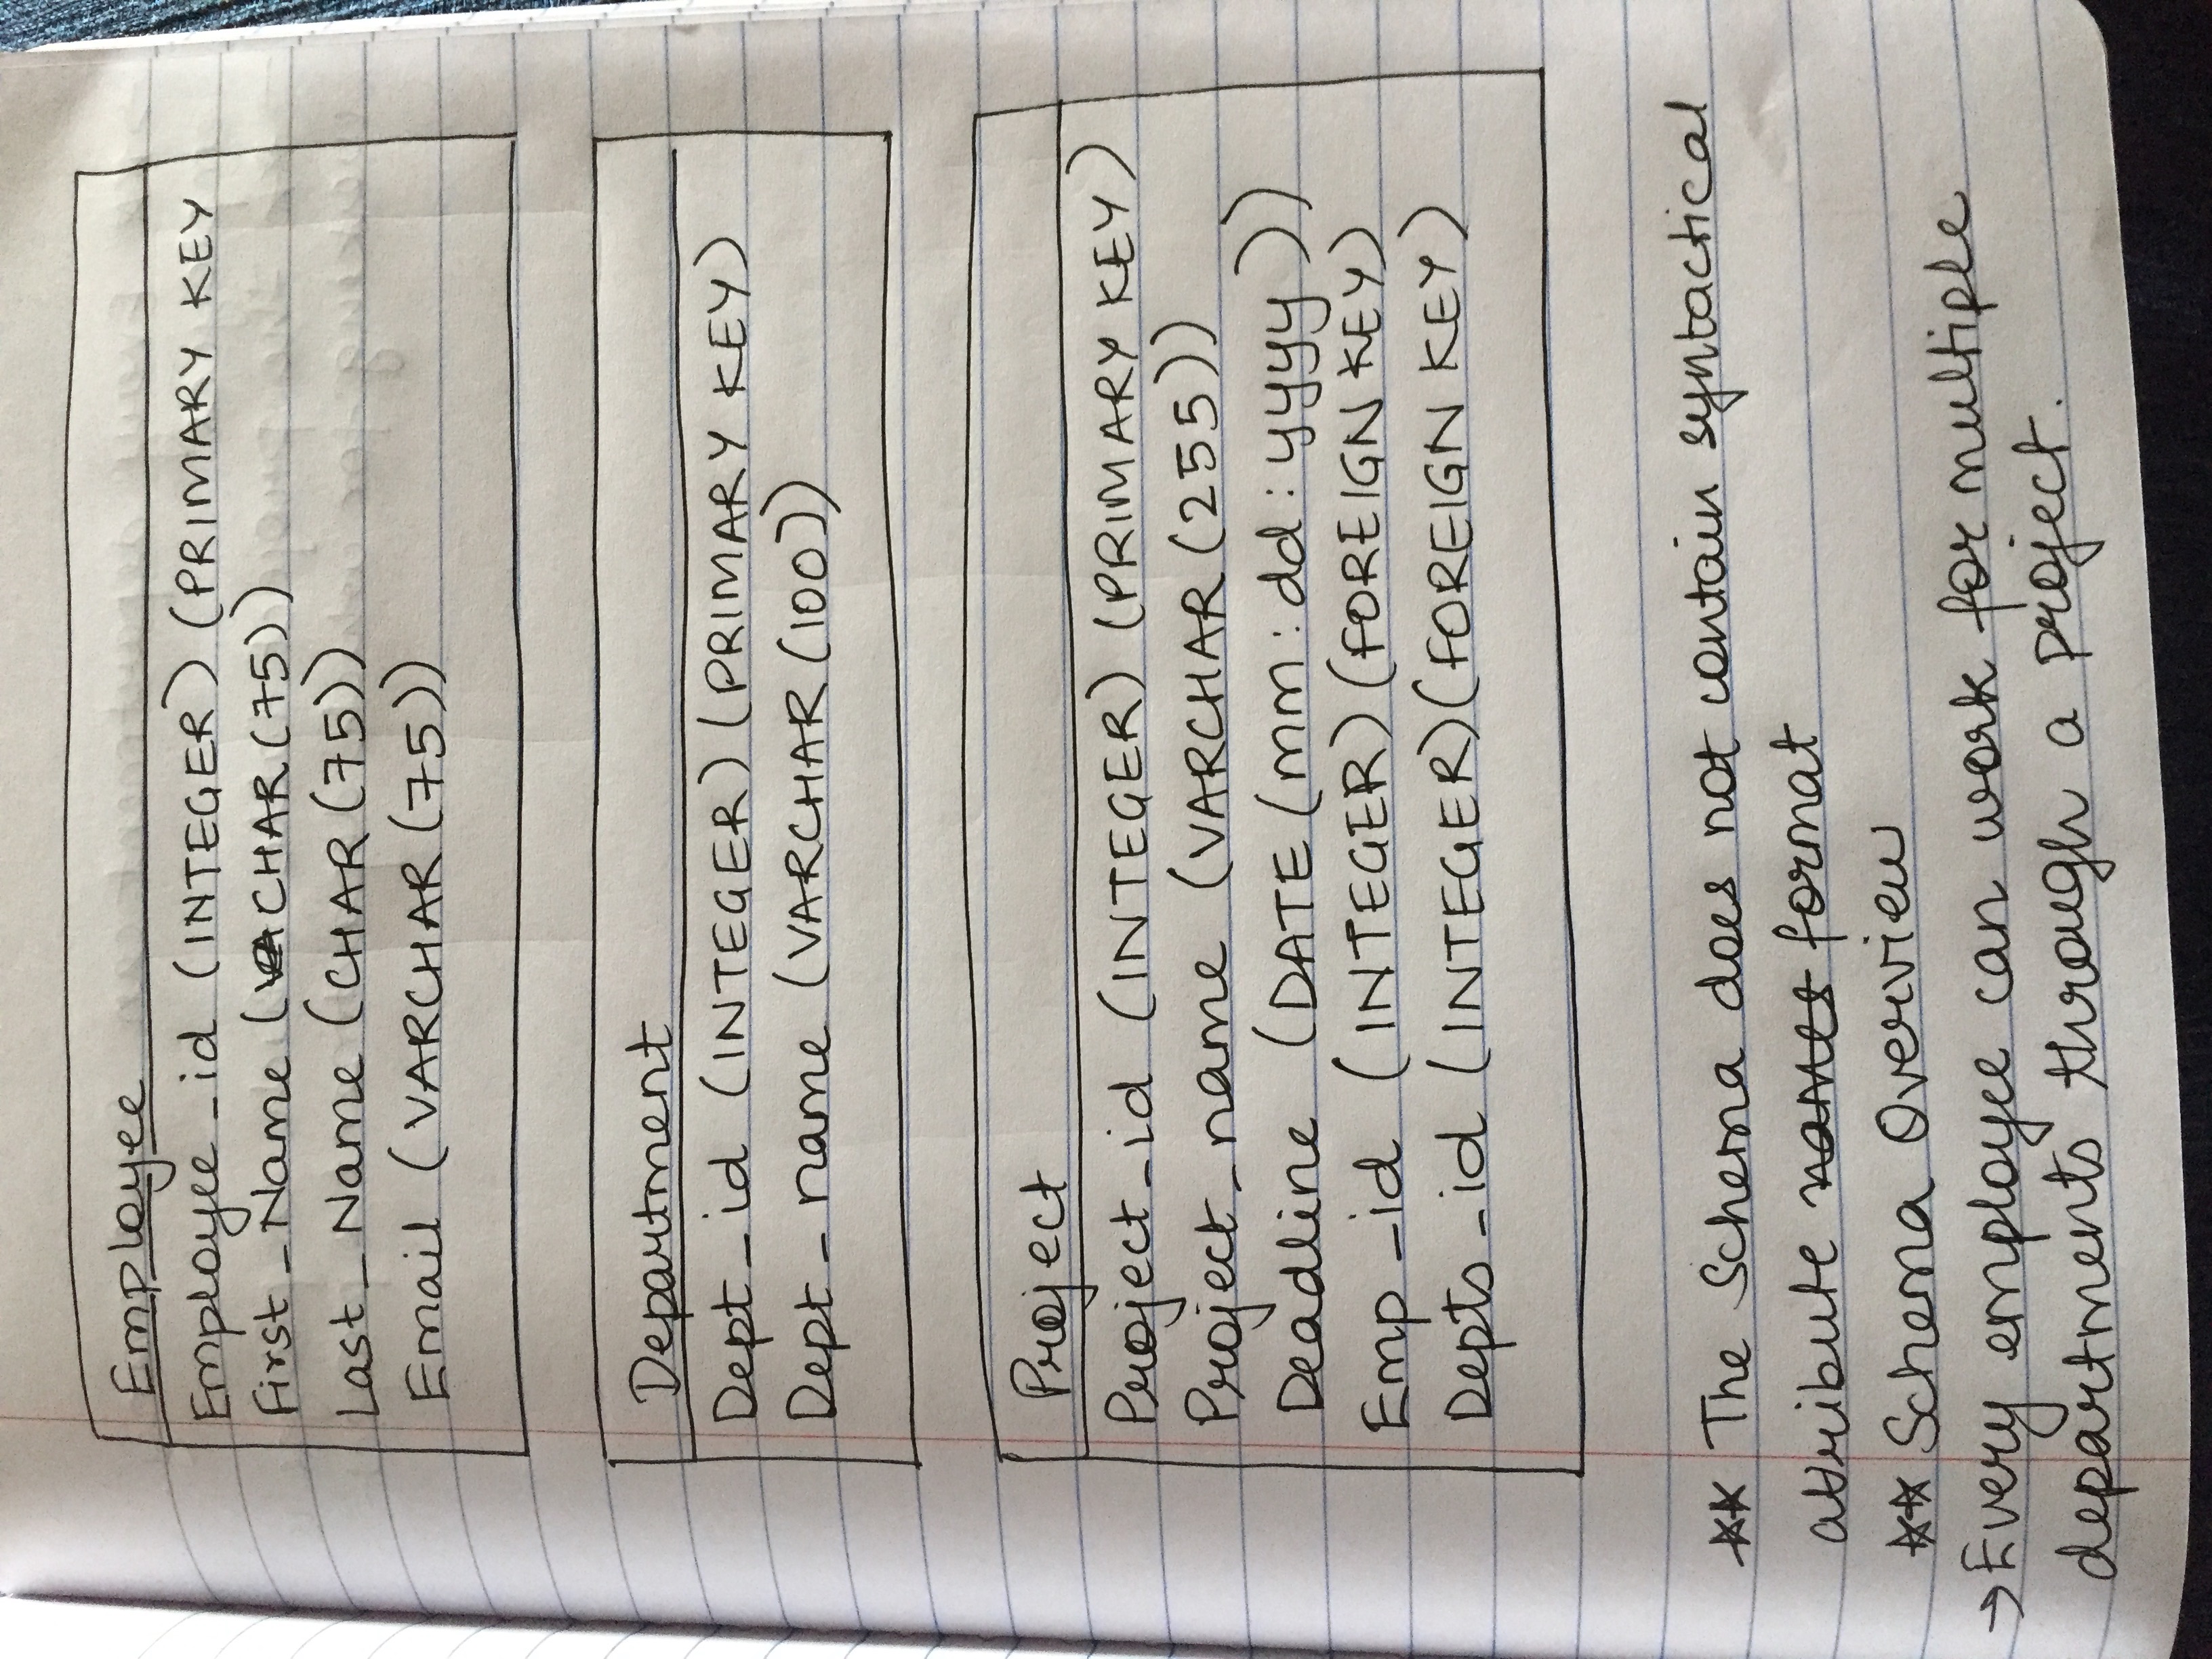 Employee
Employee_id (INTEGER) (PRIMARY KEY
First_Name (CHAR (75))
Last_Name (CHAR (75))
Email (VARCHAR (75))
Department
Dept_id (INTEGER) (PRIMARY KEY)
Dept_name (VARCHAR (100))
Project
Project_id (INTEGER) (PRIMARY KEY)
Project_name (VARCHAR (255))
Deadline (DATE (mm:dd:yyyy))
Emp_id (INTEGER) (FOREIGN KEY)
Depts_id (INTEGER) (FOREIGN KEY)
** The Schema does not contain syntactical
attribute format
** Schema Overview
→ Every employee can work for multiple
departments through a project.